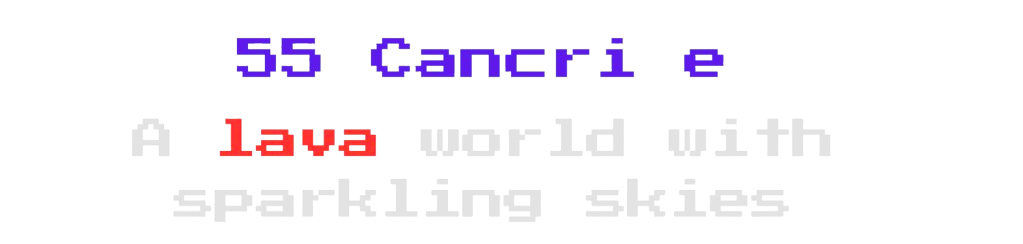 55 Cancri e
A lava world with
sparkling skies